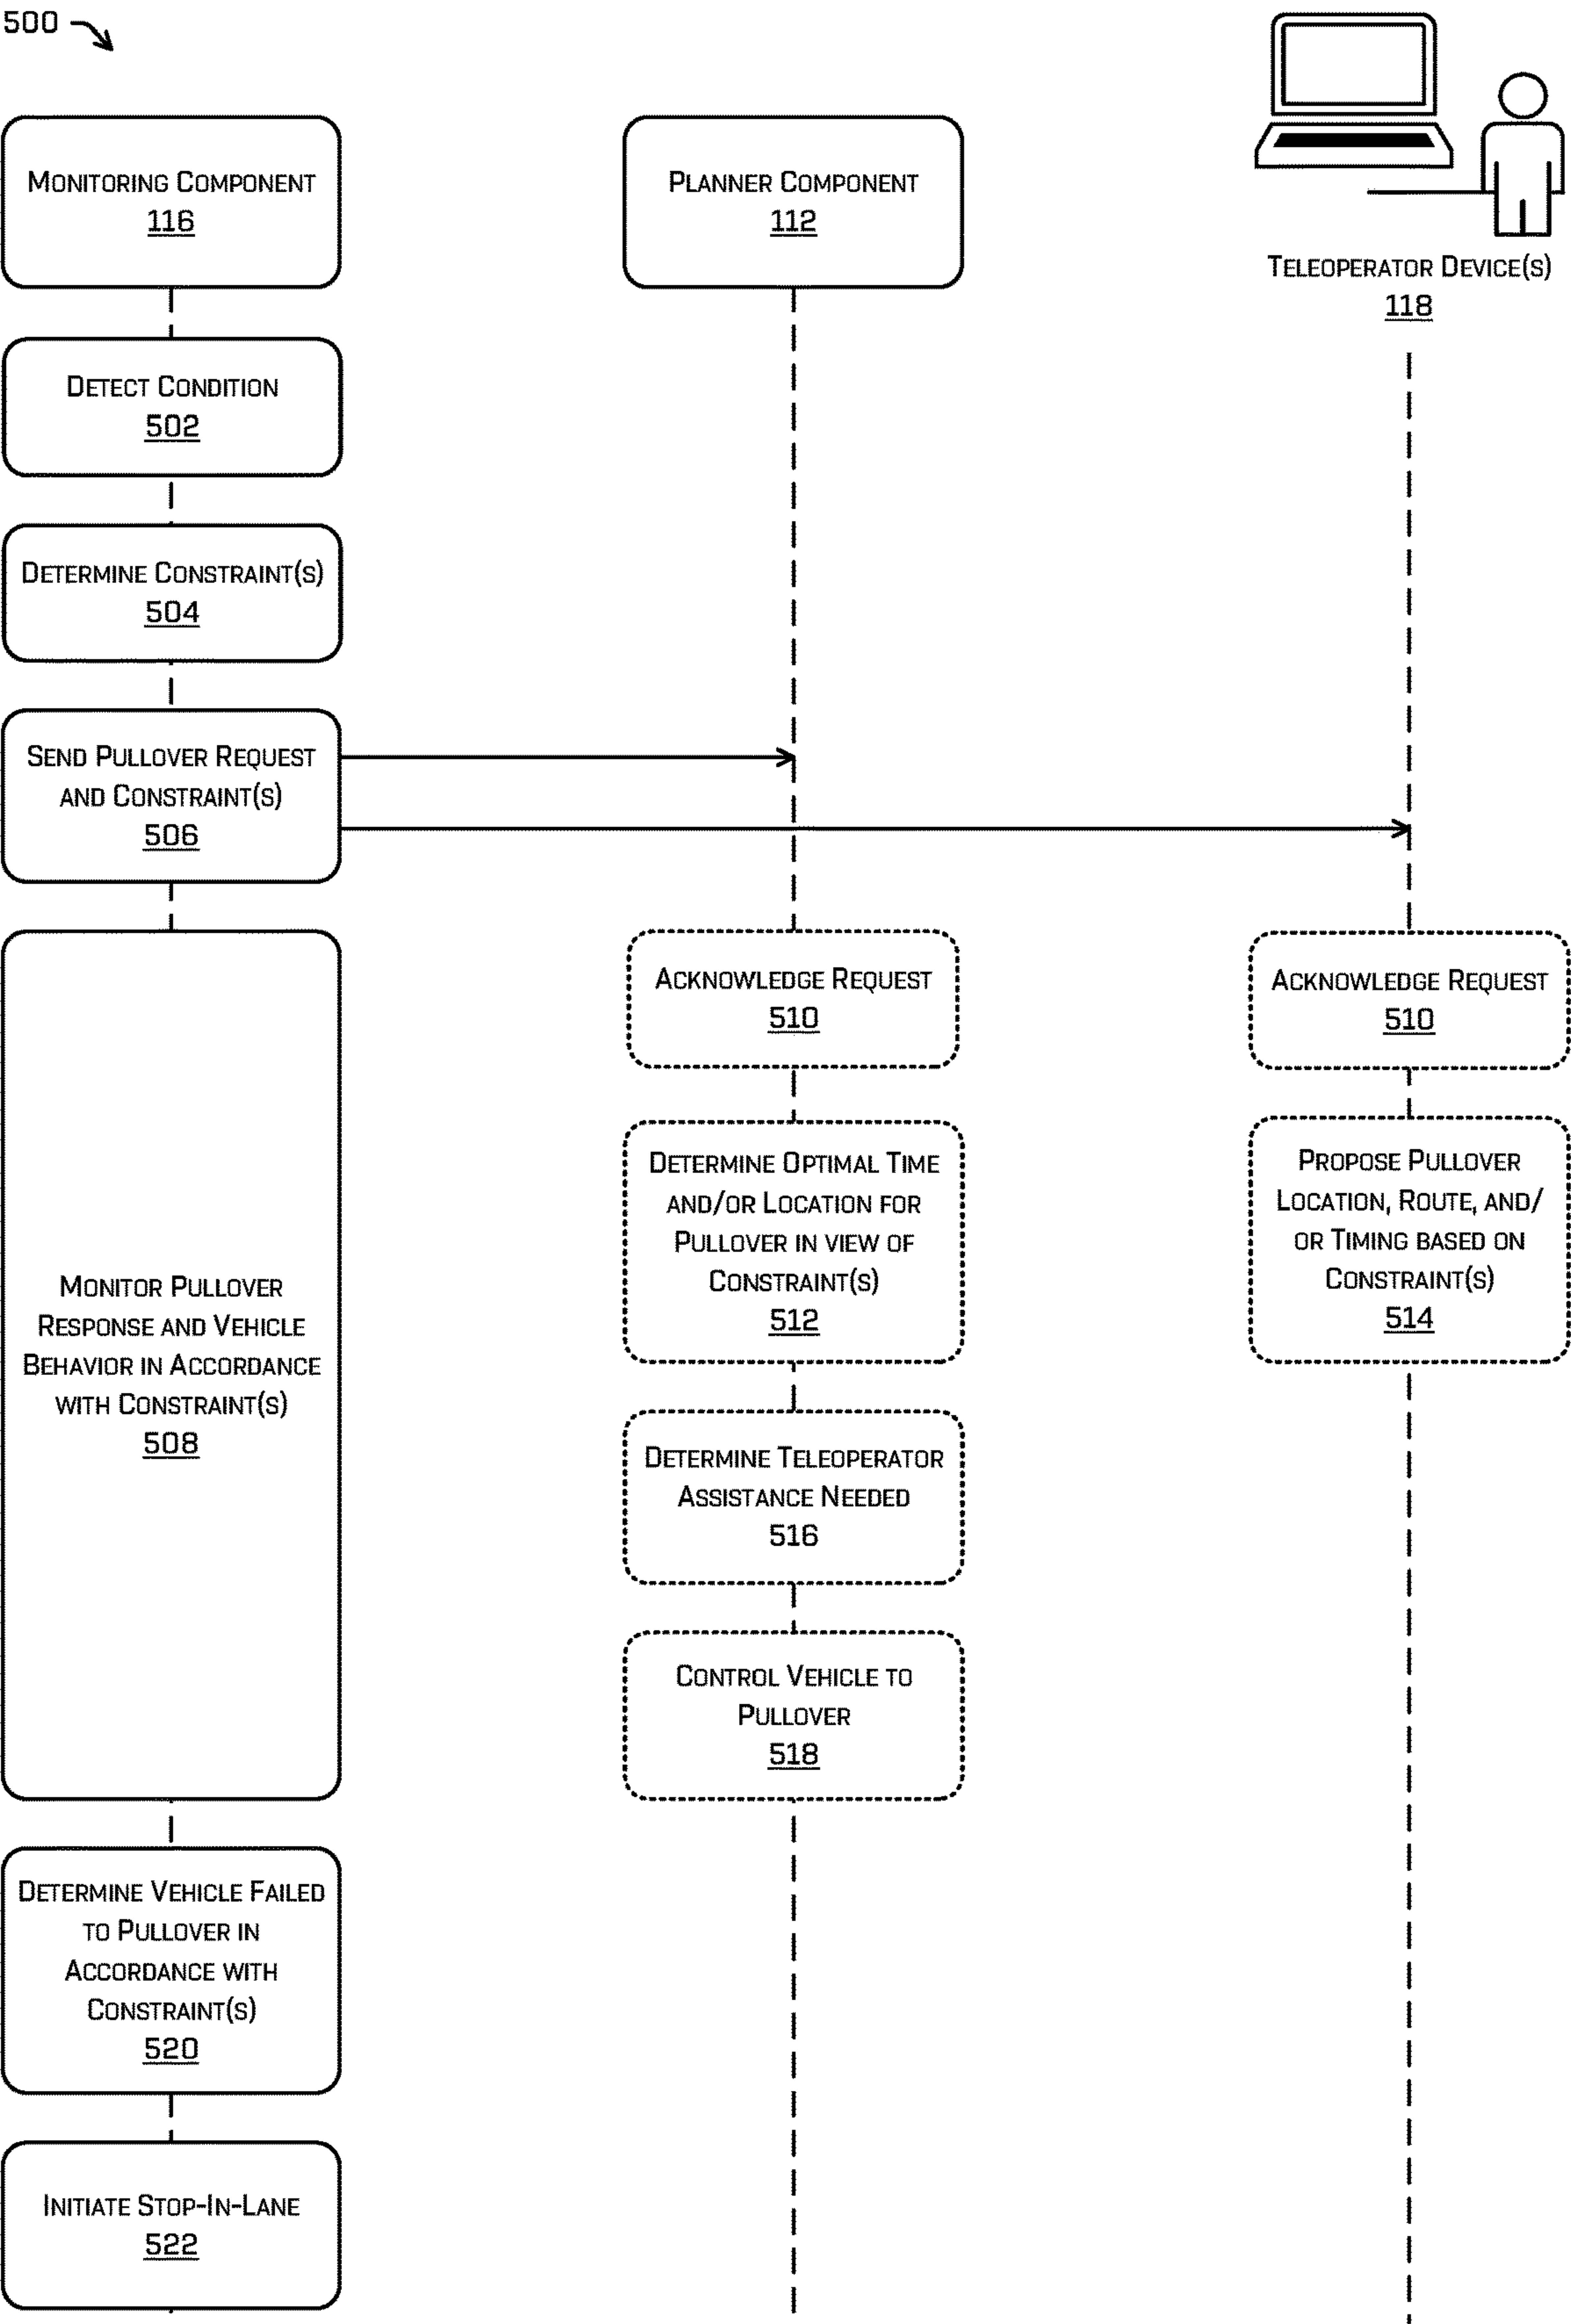 500
MONITORING COMPONENT
116
PLANNER COMPONENT
112
TELEOPERATOR DEVICE(S)
118
DETECT CONDITION
502
DETERMINE CONSTRAINT(S)
504
SEND PULLOVER REQUEST
AND CONSTRAINT(S)
506
MONITOR PULLOVER
RESPONSE AND VEHICLE
BEHAVIOR IN ACCORDANCE
WITH CONSTRAINT(S)
508
ACKNOWLEDGE REQUEST
510
ACKNOWLEDGE REQUEST
510
DETERMINE OPTIMAL TIME
AND/OR LOCATION FOR
PULLOVER IN VIEW OF
CONSTRAINT(S)
512
PROPOSE PULLOVER
LOCATION, ROUTE, AND/
OR TIMING BASED ON
CONSTRAINT(S)
514
DETERMINE TELEOPERATOR
ASSISTANCE NEEDED
516
CONTROL VEHICLE TO
PULLOVER
518
DETERMINE VEHICLE FAILED
TO PULLOVER IN
ACCORDANCE WITH
CONSTRAINT(S)
520
INITIATE STOP-IN-LANE
522